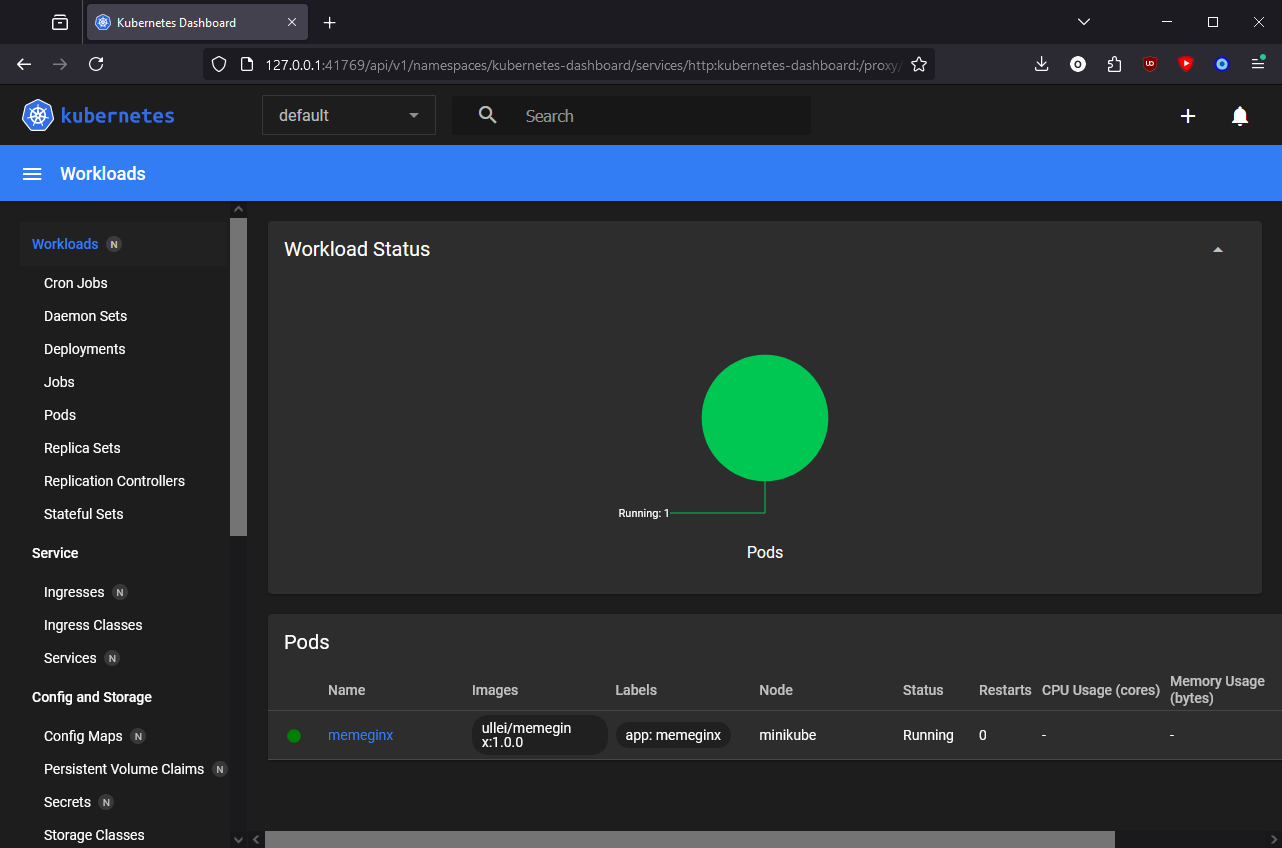 Kubernetes Dashboard
127.0.0.1:41769/api/v1/namespaces/kubernetes-dashboard/services/http:kubernetes-dashboard:/proxy/
kubernetes
default
Search
Workloads
Workloads N
Cron Jobs
Daemon Sets
Deployments
Jobs
Pods
Replica Sets
Replication Controllers
Stateful Sets
Service
Ingresses N
Ingress Classes
Services N
Config and Storage
Config Maps N
Persistent Volume Claims N
Secrets N
Storage Classes
Workload Status
Running: 1
Pods
Pods
Name Images Labels Node Status Restarts CPU Usage (cores) Memory Usage
(bytes)
memeginx ullei/memegin
x:1.0.0 app: memeginx minikube Running 0 - -